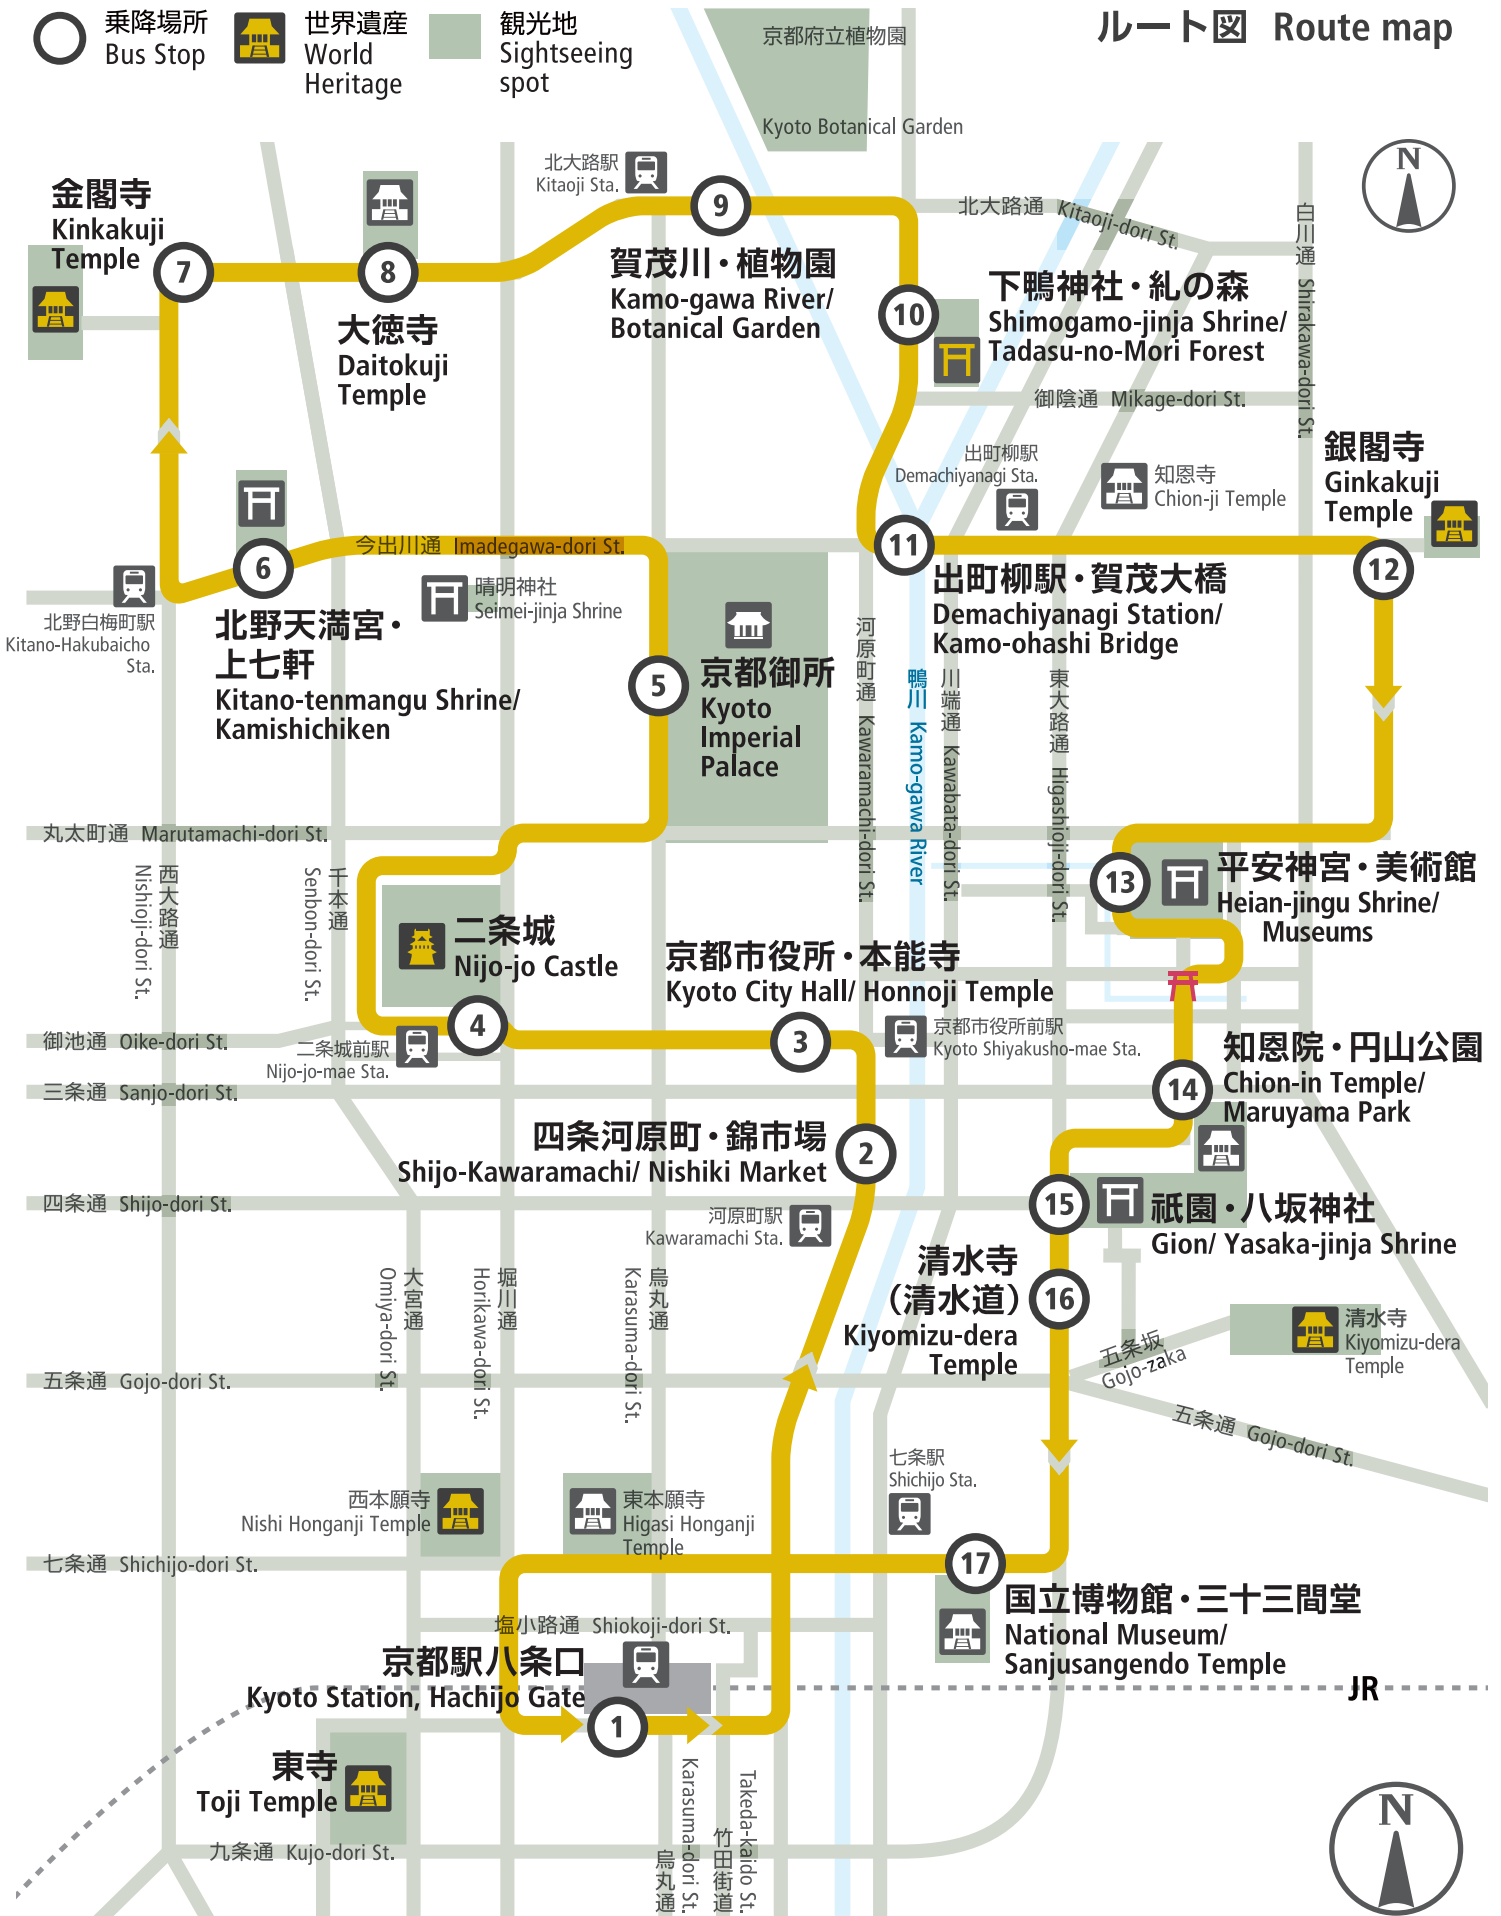 乗降場所
Bus Stop
世界遺産
World
Heritage
観光地
Sightseeing
spot
ルート図 Route map
京都府立植物園
Kyoto Botanical Garden
N
北大路駅
Kitaoji Sta.
金閣寺
Kinkakuji
Temple
7
8
大徳寺
Daitokuji
Temple
9
賀茂川・植物園
Kamo-gawa River/
Botanical Garden
北大路通 Kitaoji-dori St.
白川通 Shirakawa-dori St.
10
下鴨神社・糺の森
Shimogamo-jinja Shrine/
Tadasu-no-Mori Forest
御陰通 Mikage-dori St.
出町柳駅
Demachiyanagi Sta.
知恩寺
Chion-ji Temple
銀閣寺
Ginkakuji
Temple
6
今出川通 Imadegawa-dori St.
11
12
北野白梅町駅
Kitano-Hakubaicho
Sta.
晴明神社
Seimei-jinja Shrine
北野天満宮・
上七軒
Kitano-tenmangu Shrine/
Kamishichiken
出町柳駅・賀茂大橋
Demachiyanagi Station/
Kamo-ohashi Bridge
5
京都御所
Kyoto
Imperial
Palace
河原町通 Kawaramachi-dori St.
鴨川 Kamo-gawa River
川端通 Kawabata-dori St.
東大路通 Higashioji-dori St.
丸太町通 Marutamachi-dori St.
西大路通
Nishioji-dori St.
千本通
Senbon-dori St.
13
平安神宮・美術館
Heian-jingu Shrine/
Museums
二条城
Nijo-jo Castle
京都市役所・本能寺
Kyoto City Hall/ Honnoji Temple
4
3
御池通 Oike-dori St.
二条城前駅
Nijo-jo-mae Sta.
京都市役所前駅
Kyoto Shiyakusho-mae Sta.
知恩院・円山公園
Chion-in Temple/
Maruyama Park
14
三条通 Sanjo-dori St.
四条河原町・錦市場
Shijo-Kawaramachi/ Nishiki Market
2
四条通 Shijo-dori St.
河原町駅
Kawaramachi Sta.
15
祇園・八坂神社
Gion/ Yasaka-jinja Shrine
大宮通
Omiya-dori St.
堀川通
Horikawa-dori St.
烏丸通
Karasuma-dori St.
清水寺
（清水道）
Kiyomizu-dera
Temple
16
清水寺
Kiyomizu-dera
Temple
五条坂
Gojo-zaka
五条通 Gojo-dori St.
五条通 Gojo-dori St.
西本願寺
Nishi Honganji Temple
東本願寺
Higasi Honganji
Temple
七条駅
Shichijo Sta.
七条通 Shichijo-dori St.
17
国立博物館・三十三間堂
National Museum/
Sanjusangendo Temple
塩小路通 Shiokoji-dori St.
京都駅八条口
Kyoto Station, Hachijo Gate
JR
1
東寺
Toji Temple
九条通 Kujo-dori St.
Karasuma-dori St.
烏丸通
Takeda-kaido St.
竹田街道
N